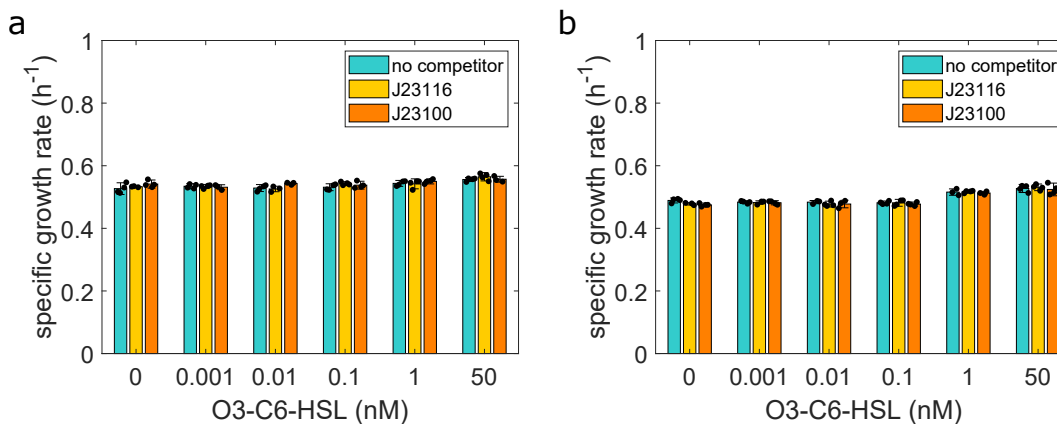 a
specific growth rate (h⁻¹)
1
0.8
0.6
0.4
0.2
0
no competitor
J23116
J23100
0 0.001 0.01 0.1 1 50
O3-C6-HSL (nM)
b
specific growth rate (h⁻¹)
1
0.8
0.6
0.4
0.2
0
no competitor
J23116
J23100
0 0.001 0.01 0.1 1 50
O3-C6-HSL (nM)